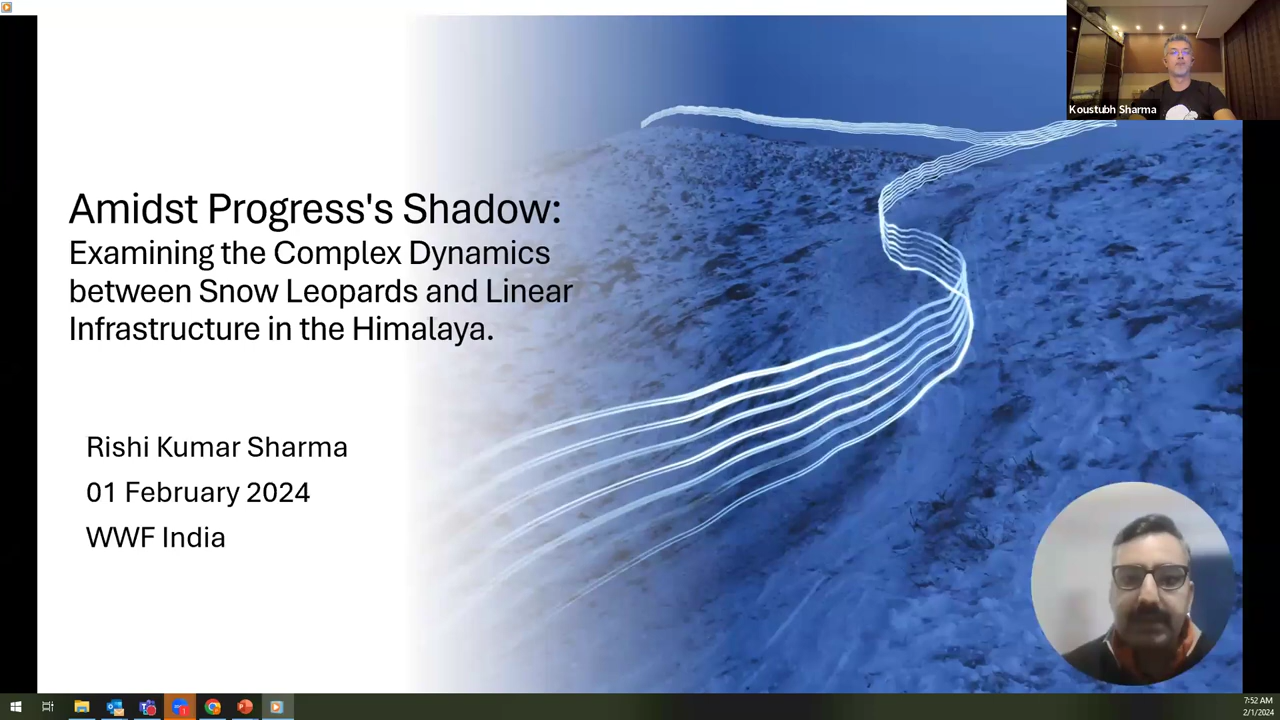 Koustubh Sharma
Amidst Progress's Shadow:
Examining the Complex Dynamics
between Snow Leopards and Linear
Infrastructure in the Himalaya.
Rishi Kumar Sharma
01 February 2024
WWF India
7:52 AM
2/1/2024